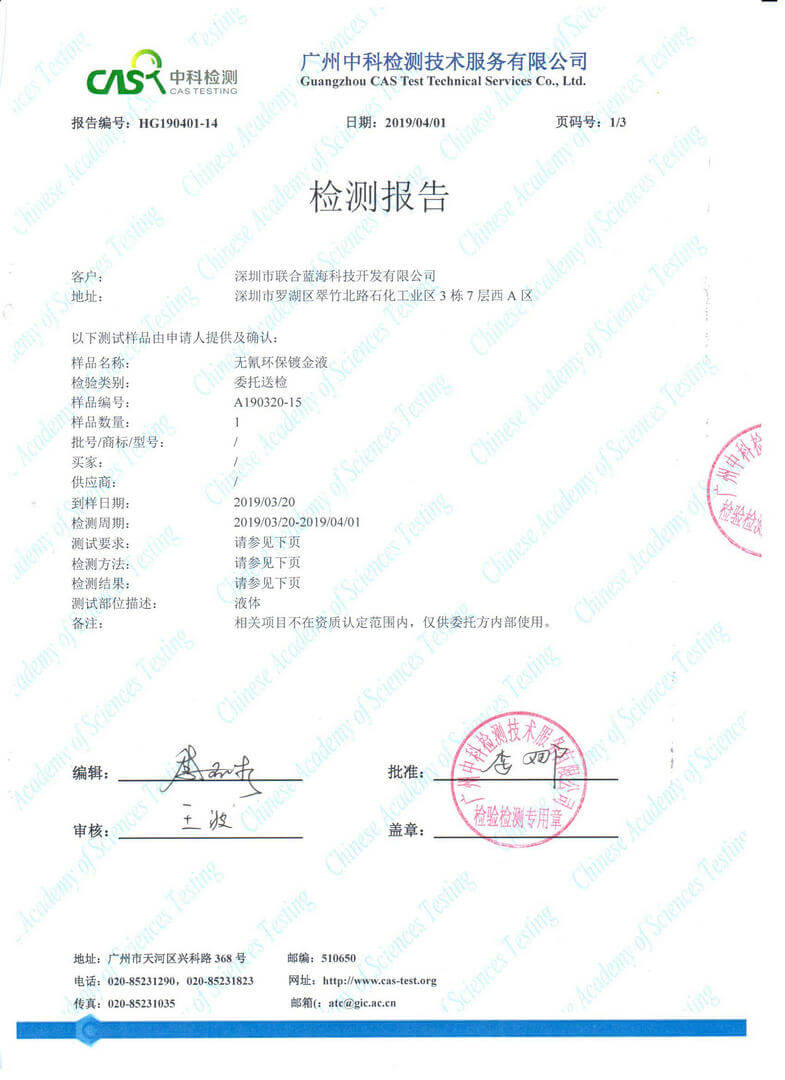 CAS 中科检测
CAS TESTING
广州中科检测技术服务有限公司
Guangzhou CAS Test Technical Services Co., Ltd.
报告编号：HG190401-14 日期：2019/04/01 页码号：1/3
检测报告
客户： 深圳市联合蓝海科技开发有限公司
地址： 深圳市罗湖区翠竹北路石化工业区 3 栋 7 层西 A 区
以下测试样品由申请人提供及确认：
样品名称： 无氰环保镀金液
检验类别： 委托送检
样品编号： A190320-15
样品数量： 1
批号/商标/型号： /
买家： /
供应商： /
到样日期： 2019/03/20
检测周期： 2019/03/20-2019/04/01
测试要求： 请参见下页
检测方法： 请参见下页
检测结果： 请参见下页
测试部位描述： 液体
备注： 相关项目不在资质认定范围内，仅供委托方内部使用。
广州中科检
检验检测
编辑： 批准： 李娜
广州中科检测技术服务有限公司
检验检测专用章
审核： 王波 盖章：
地址：广州市天河区兴科路 368 号 邮编：510650
电话：020-85231290，020-85231823 网址：http://www.cas-test.org
传真：020-85231035 邮箱(：atc@gic.ac.cn
Chinese Academy of Sciences Testing